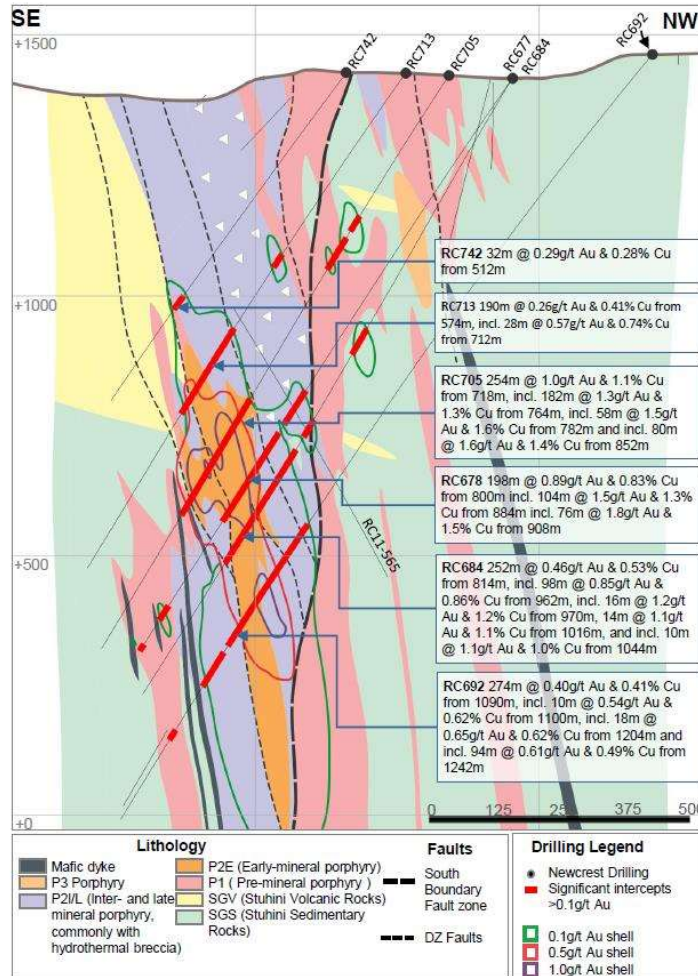 SE
NW
+1500
RC742
RC713
RC705
RC677
RC684
RC692
RC742 32m @ 0.29g/t Au & 0.28% Cu
from 512m
+1000
RC713 190m @ 0.26g/t Au & 0.41% Cu from
574m, incl. 28m @ 0.57g/t Au & 0.74% Cu
from 712m
RC705 254m @ 1.0g/t Au & 1.1% Cu
from 718m, incl. 182m @ 1.3g/t Au &
1.3% Cu from 764m, incl. 58m @ 1.5g/t
Au & 1.6% Cu from 782m and incl. 80m
@ 1.6g/t Au & 1.4% Cu from 852m
RC678 198m @ 0.89g/t Au & 0.83% Cu
from 800m incl. 104m @ 1.5g/t Au & 1.3%
Cu from 884m incl. 76m @ 1.8g/t Au &
1.5% Cu from 908m
RC11-565
+500
RC684 252m @ 0.46g/t Au & 0.53% Cu
from 814m, incl. 98m @ 0.85g/t Au &
0.86% Cu from 962m, incl. 16m @ 1.2g/t
Au & 1.2% Cu from 970m, 14m @ 1.1g/t
Au & 1.1% Cu from 1016m, and incl. 10m
@ 1.1g/t Au & 1.0% Cu from 1044m
RC692 274m @ 0.40g/t Au & 0.41% Cu from
1090m, incl. 10m @ 0.54g/t Au &
0.62% Cu from 1100m, incl. 18m @
0.65g/t Au & 0.62% Cu from 1204m and
incl. 94m @ 0.61g/t Au & 0.49% Cu from
1242m
+0
0 125 25 375 500
Lithology
Mafic dyke
P3 Porphyry
P2I/L (Inter- and late
mineral porphyry,
commonly with
hydrothermal breccia)
P2E (Early-mineral porphyry)
P1 ( Pre-mineral porphyry )
SGV (Stuhini Volcanic Rocks)
SGS (Stuhini Sedimentary
Rocks)
Faults
South
Boundary
Fault zone
DZ Faults
Drilling Legend
Newcrest Drilling
Significant intercepts
>0.1g/t Au
0.1g/t Au shell
0.5g/t Au shell
1.0g/t Au shell